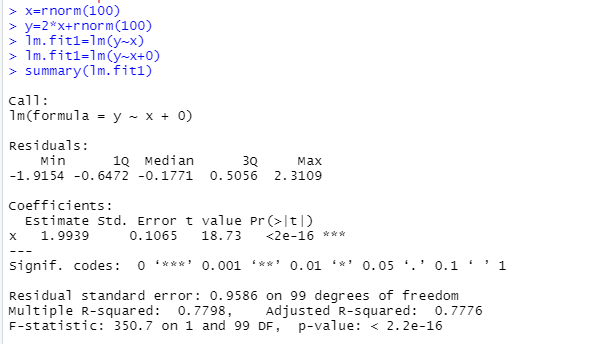 > x=rnorm(100)
> y=2*x+rnorm(100)
> lm.fit1=lm(y~x)
> lm.fit1=lm(y~x+0)
> summary(lm.fit1)

Call:
lm(formula = y ~ x + 0)

Residuals:
    Min      1Q  Median      3Q     Max
-1.9154 -0.6472 -0.1771  0.5056  2.3109

Coefficients:
  Estimate Std. Error t value Pr(>|t|)
x   1.9939     0.1065   18.73   <2e-16 ***
---
Signif. codes:  0 ‘***’ 0.001 ‘**’ 0.01 ‘*’ 0.05 ‘.’ 0.1 ‘ ’ 1

Residual standard error: 0.9586 on 99 degrees of freedom
Multiple R-squared:  0.7798,    Adjusted R-squared:  0.7776
F-statistic: 350.7 on 1 and 99 DF,  p-value: < 2.2e-16